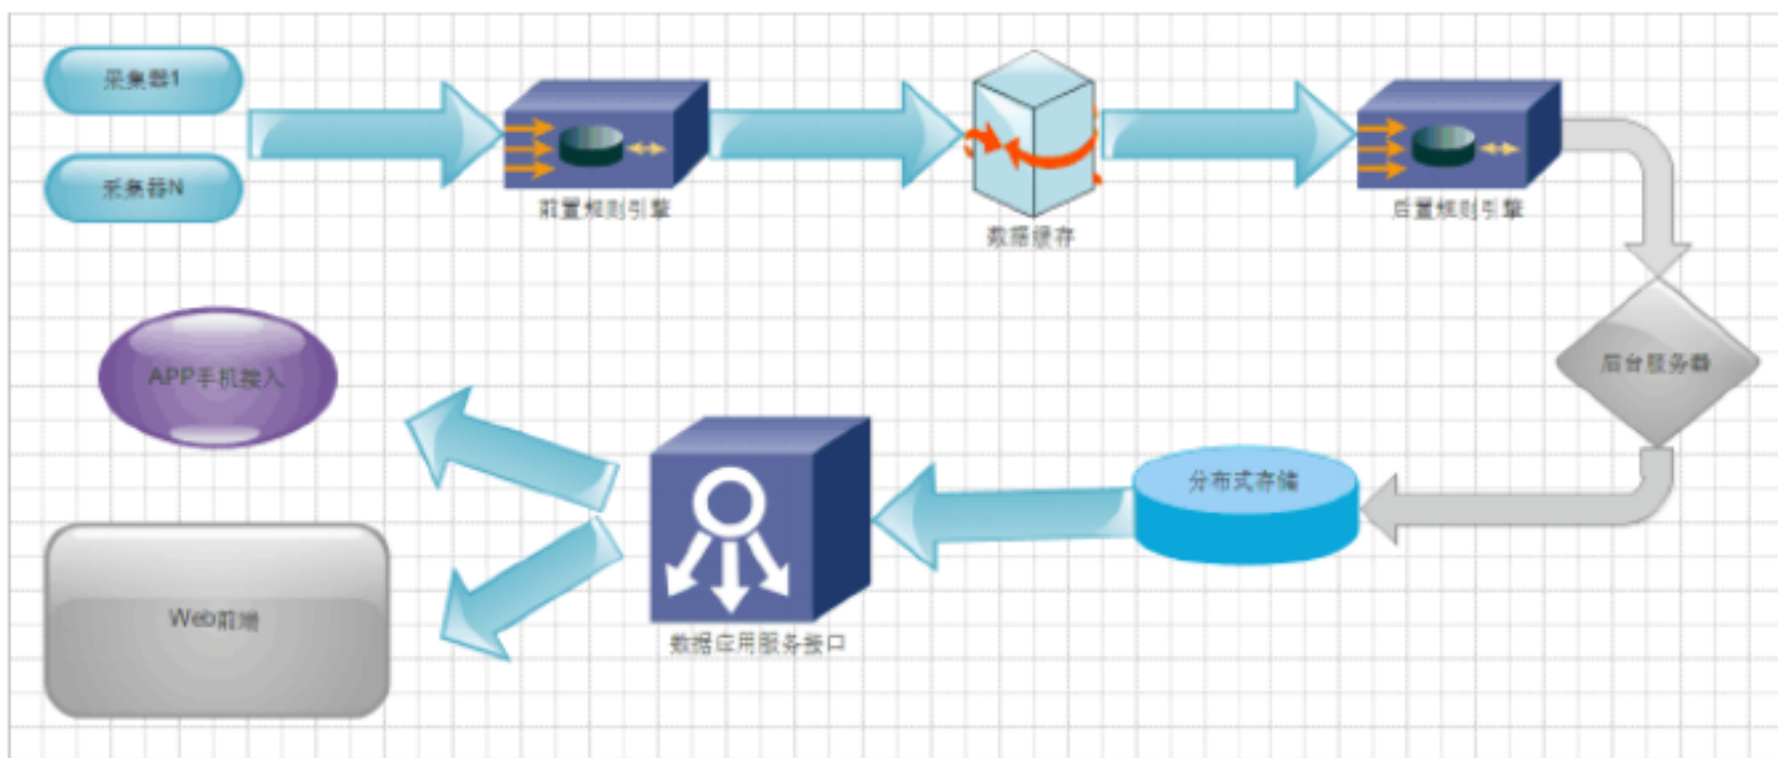 采集器1
采集器N
前置规则引擎
数据缓存
后置规则引擎
后台服务器
APP手机接入
分布式存储
Web前端
数据应用服务接口